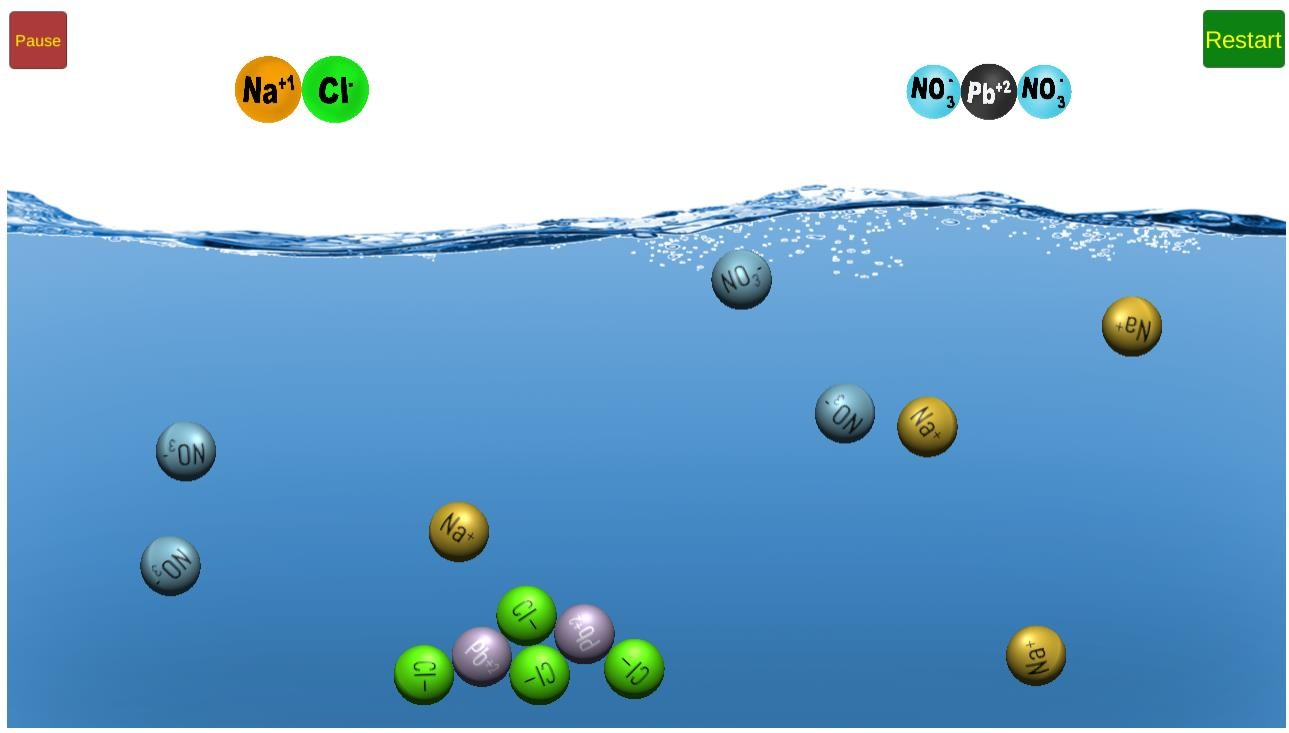 Pause
Restart
Na⁺¹ Cl⁻
NO₃⁻ Pb⁺² NO₃⁻
NO₃⁻
Na⁺
NO₃⁻
Na⁺
NO₃⁻
Na⁺
NO₃⁻
Cl⁻
Pb⁺²
Pb⁺²
Cl⁻
Cl⁻
Cl⁻
Na⁺